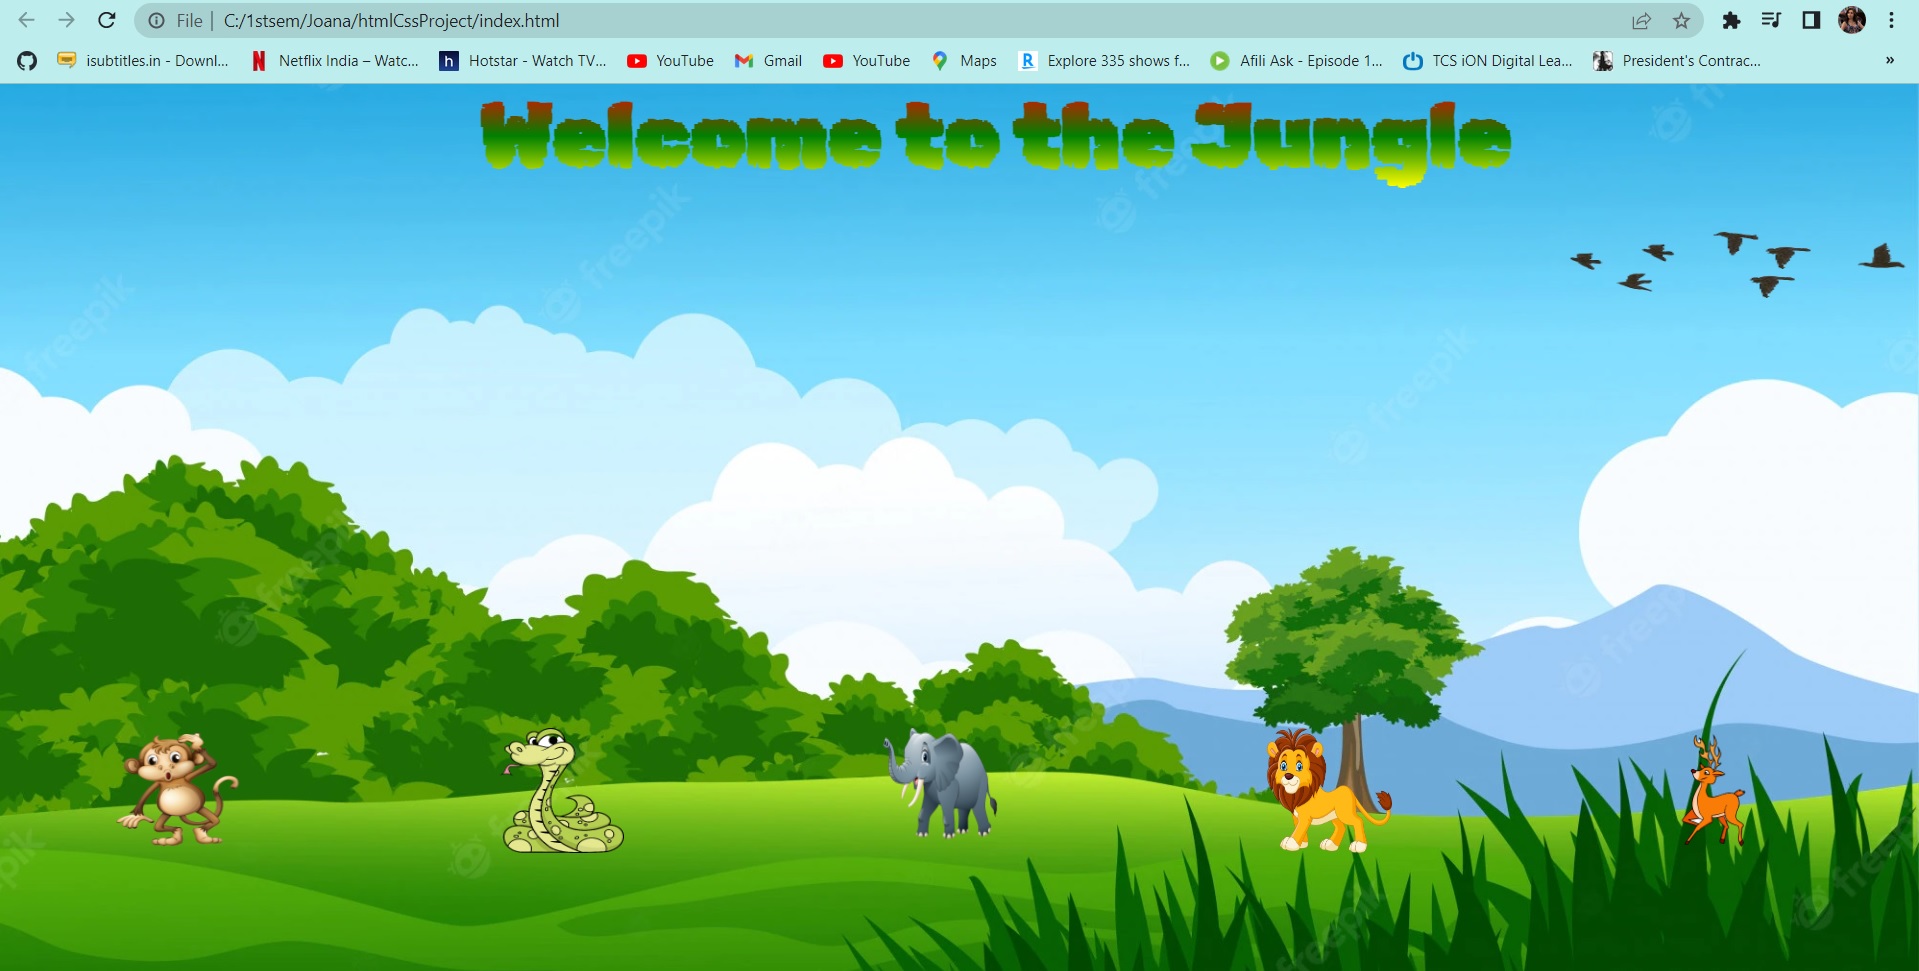 File | C:/1stsem/Joana/htmlCssProject/index.html
isubtitles.in - Downl... Netflix India – Watc... h Hotstar - Watch TV... YouTube Gmail YouTube Maps R Explore 335 shows f... Afili Ask - Episode 1... TCS iON Digital Lea... President's Contrac... »
Welcome to the Jungle
freepik
freepik
freepik
freepik
freepik
freepik
freepik
freepik